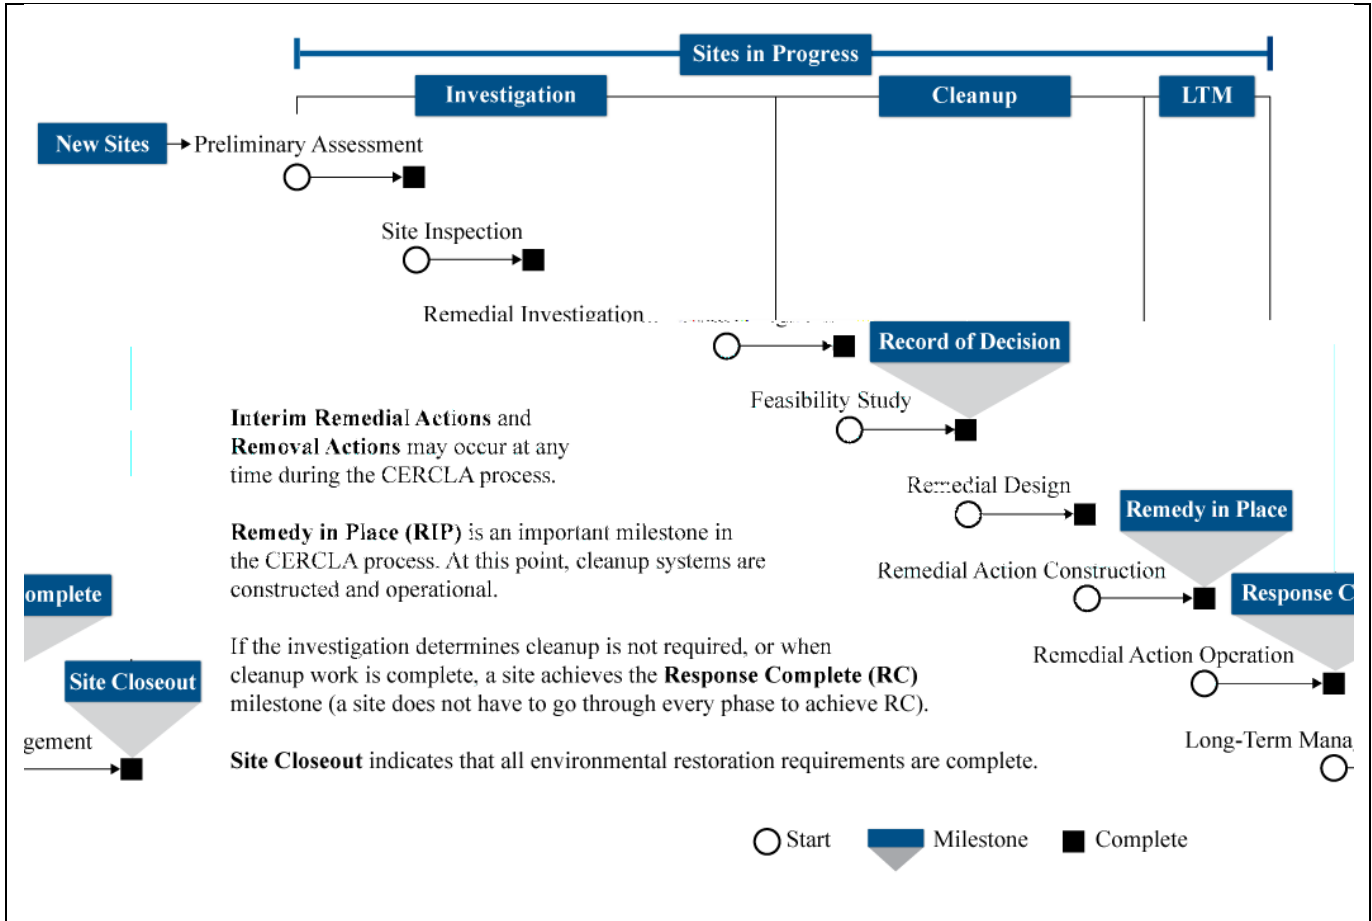 Sites in Progress
Investigation
Cleanup
LTM
New Sites
Preliminary Assessment
Site Inspection
Remedial Investigation
Record of Decision
Feasibility Study
Interim Remedial Actions and
Removal Actions may occur at any
time during the CERCLA process.
Remedial Design
Remedy in Place
Remedy in Place (RIP) is an important milestone in
the CERCLA process. At this point, cleanup systems are
constructed and operational.
Remedial Action Construction
omplete
Response C
If the investigation determines cleanup is not required, or when
cleanup work is complete, a site achieves the Response Complete (RC)
milestone (a site does not have to go through every phase to achieve RC).
Remedial Action Operation
Site Closeout
gement
Long-Term Mana
Site Closeout indicates that all environmental restoration requirements are complete.
Start
Milestone
Complete